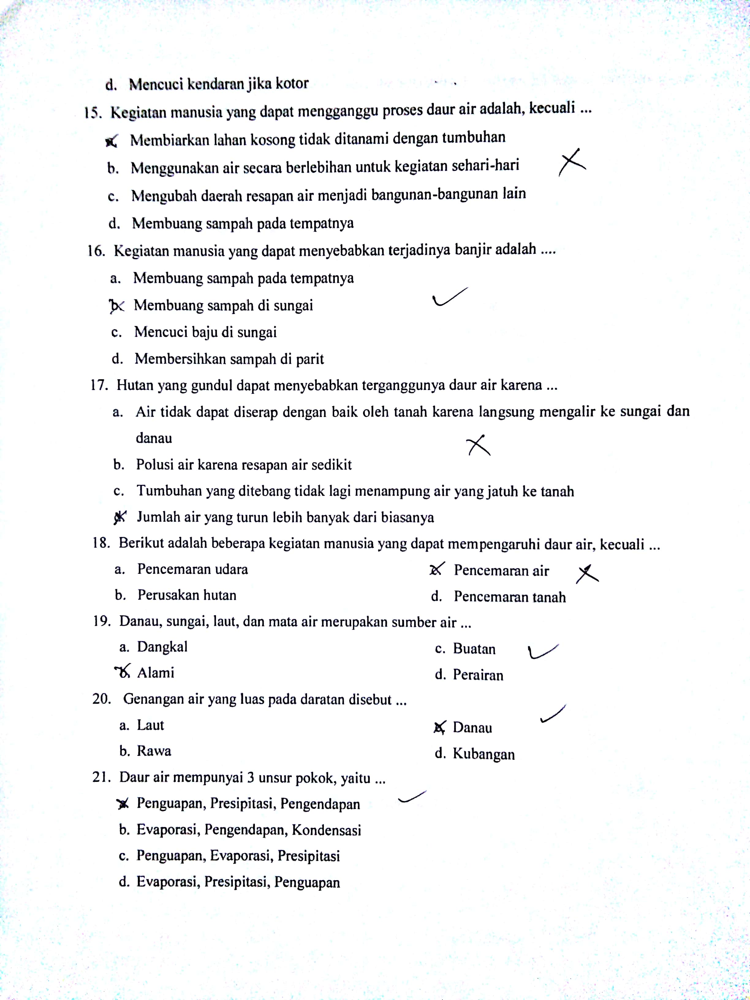 d. Mencuci kendaran jika kotor
15. Kegiatan manusia yang dapat mengganggu proses daur air adalah, kecuali ...
a. Membiarkan lahan kosong tidak ditanami dengan tumbuhan
b. Menggunakan air secara berlebihan untuk kegiatan sehari-hari
c. Mengubah daerah resapan air menjadi bangunan-bangunan lain
d. Membuang sampah pada tempatnya
16. Kegiatan manusia yang dapat menyebabkan terjadinya banjir adalah ....
a. Membuang sampah pada tempatnya
b. Membuang sampah di sungai
c. Mencuci baju di sungai
d. Membersihkan sampah di parit
17. Hutan yang gundul dapat menyebabkan terganggunya daur air karena ...
a. Air tidak dapat diserap dengan baik oleh tanah karena langsung mengalir ke sungai dan
danau
b. Polusi air karena resapan air sedikit
c. Tumbuhan yang ditebang tidak lagi menampung air yang jatuh ke tanah
d. Jumlah air yang turun lebih banyak dari biasanya
18. Berikut adalah beberapa kegiatan manusia yang dapat mempengaruhi daur air, kecuali ...
a. Pencemaran udara c. Pencemaran air
b. Perusakan hutan d. Pencemaran tanah
19. Danau, sungai, laut, dan mata air merupakan sumber air ...
a. Dangkal c. Buatan
b. Alami d. Perairan
20. Genangan air yang luas pada daratan disebut ...
a. Laut c. Danau
b. Rawa d. Kubangan
21. Daur air mempunyai 3 unsur pokok, yaitu ...
a. Penguapan, Presipitasi, Pengendapan
b. Evaporasi, Pengendapan, Kondensasi
c. Penguapan, Evaporasi, Presipitasi
d. Evaporasi, Presipitasi, Penguapan